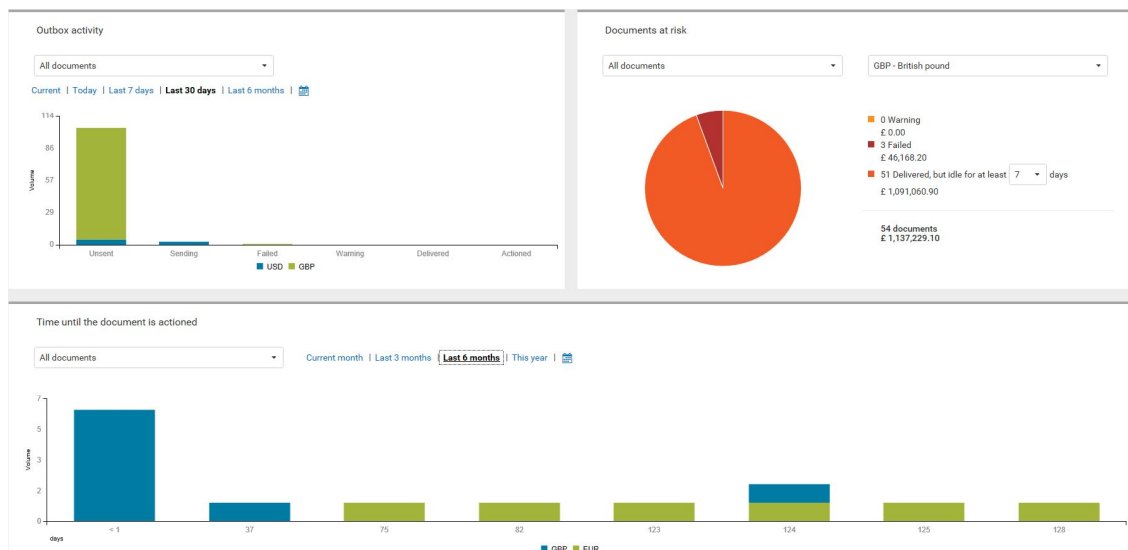 Outbox activity
All documents
Current | Today | Last 7 days | Last 30 days | Last 6 months |
114
86
57
29
0
Volume
Unsent Sending Failed Warning Delivered Actioned
USD GBP
Documents at risk
All documents
GBP - British pound
0 Warning
£ 0.00
3 Failed
£ 46,168.20
51 Delivered, but idle for at least 7 days
£ 1,091,060.90
54 documents
£ 1,137,229.10
Time until the document is actioned
All documents
Current month | Last 3 months | Last 6 months | This year |
7
5
3
2
0
Volume
< 1 37 75 82 123 124 125 128
days
GBP EUR